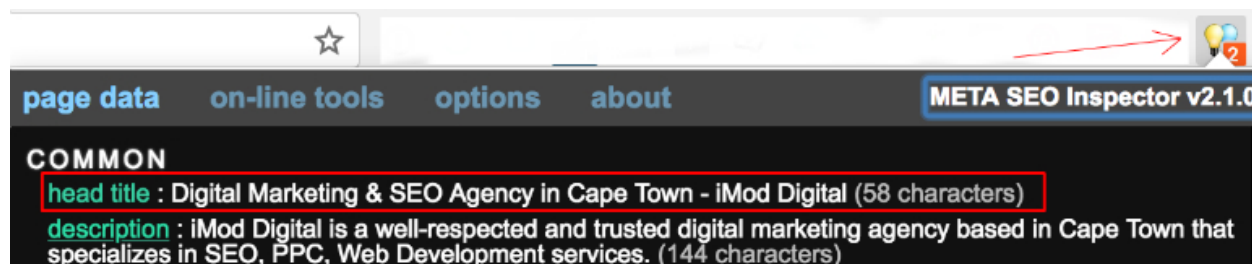 2
page data on-line tools options about META SEO Inspector v2.1.0
COMMON
head title : Digital Marketing & SEO Agency in Cape Town - iMod Digital (58 characters)
description : iMod Digital is a well-respected and trusted digital marketing agency based in Cape Town that
specializes in SEO, PPC, Web Development services. (144 characters)